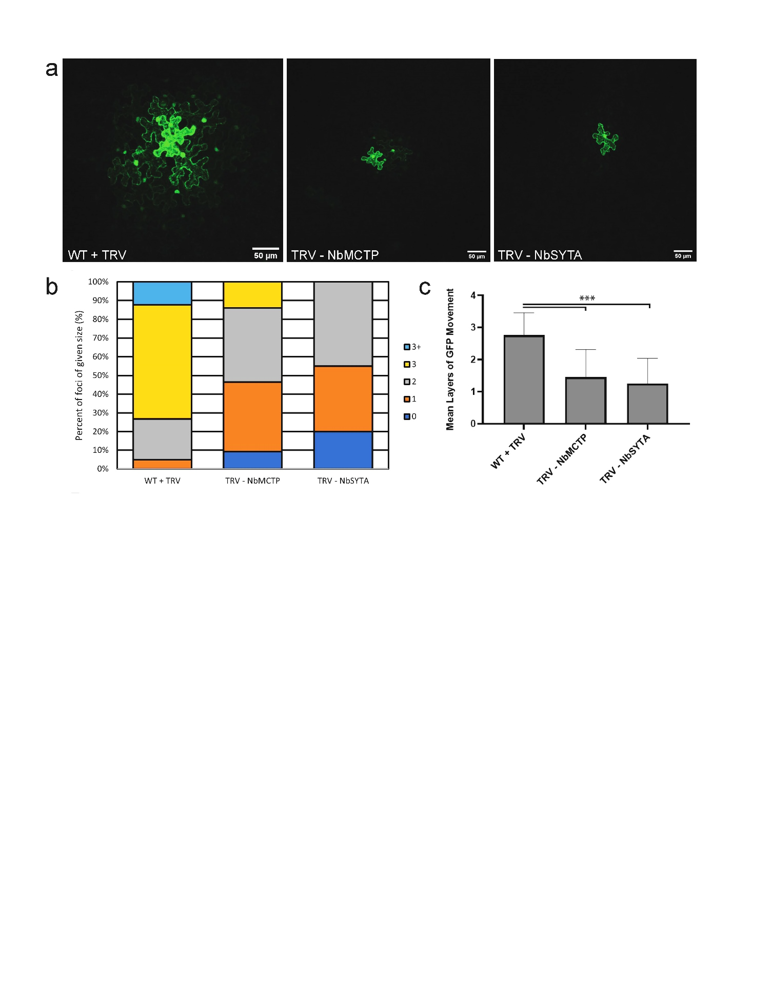 a
WT + TRV
50 µm
TRV - NbMCTP
50 µm
TRV - NbSYTA
50 µm
b
Percent of foci of given size (%)
100%
90%
80%
70%
60%
50%
40%
30%
20%
10%
0%
WT + TRV
TRV - NbMCTP
TRV - NbSYTA
3+
3
2
1
0
c
Mean Layers of GFP Movement
4
3
2
1
0
***
WT + TRV
TRV - NbMCTP
TRV - NbSYTA